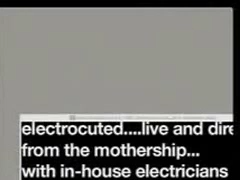 electrocuted....live and dire
from the mothership...
with in-house electricians